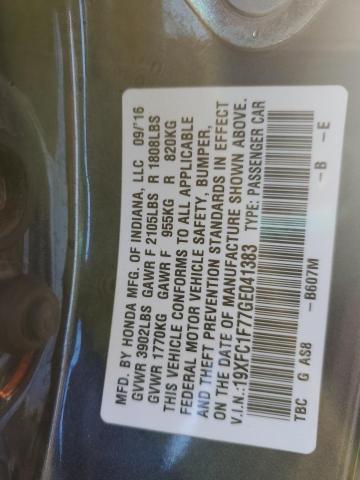 MFD. BY HONDA MFG. OF INDIANA, LLC 09/'16
GVWR 3902LBS GAWR F 2105LBS R 1808LBS
GVWR 1770KG GAWR F 955KG R 820KG
THIS VEHICLE CONFORMS TO ALL APPLICABLE
FEDERAL MOTOR VEHICLE SAFETY, BUMPER,
AND THEFT PREVENTION STANDARDS IN EFFECT
ON THE DATE OF MANUFACTURE SHOWN ABOVE.
V.I.N.:19XFC1F77GE041383 TYPE: PASSENGER CAR
-B607M -B -E
TBC G AS8